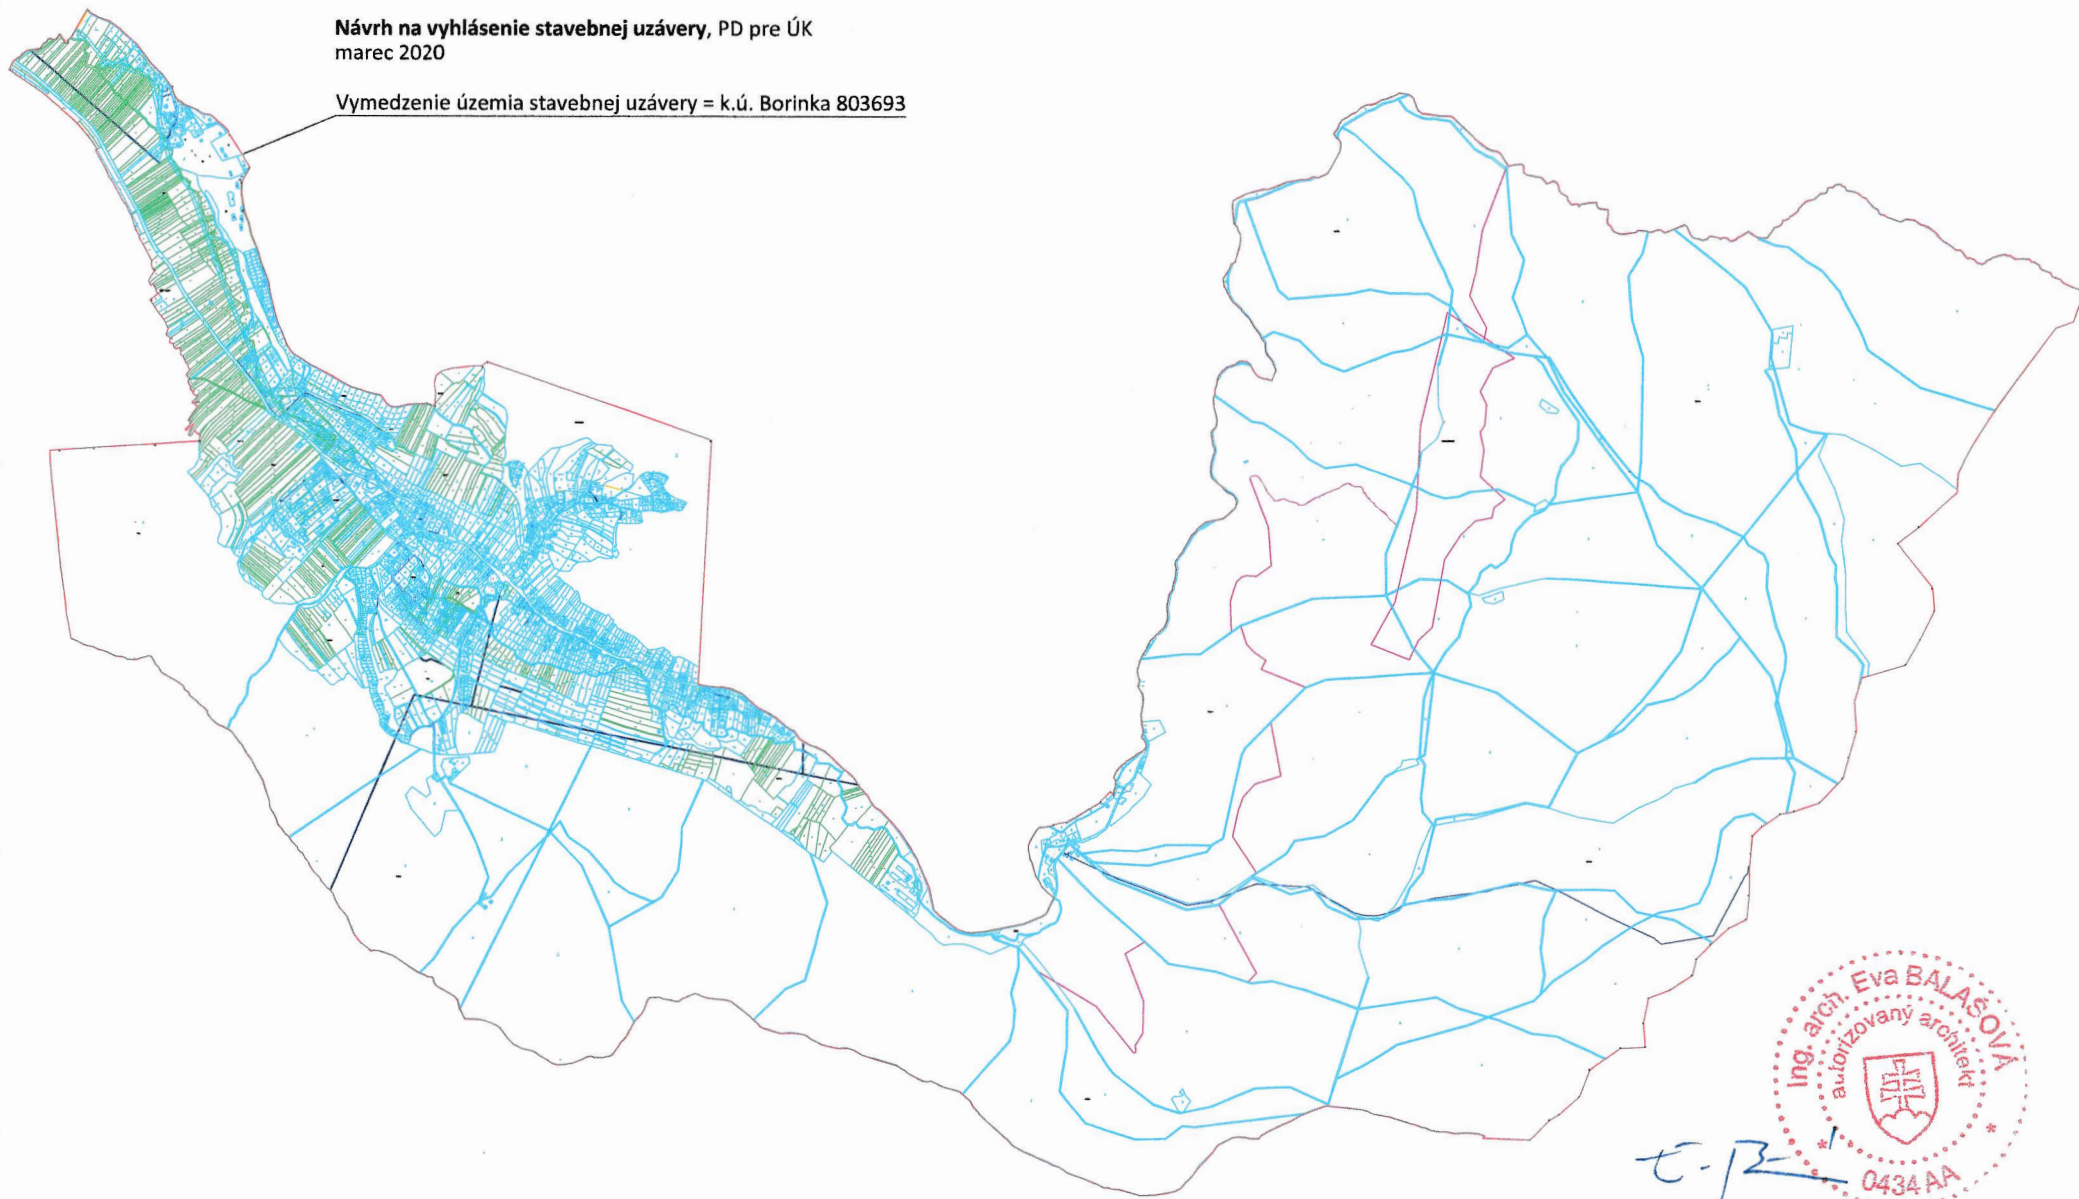 Návrh na vyhlásenie stavebnej uzávery, PD pre ÚK
marec 2020
Vymedzenie územia stavebnej uzávery = k.ú. Borinka 803693
Ing. arch. Eva BALAŠOVÁ
autorizovaný architekt
* *
0434 AA